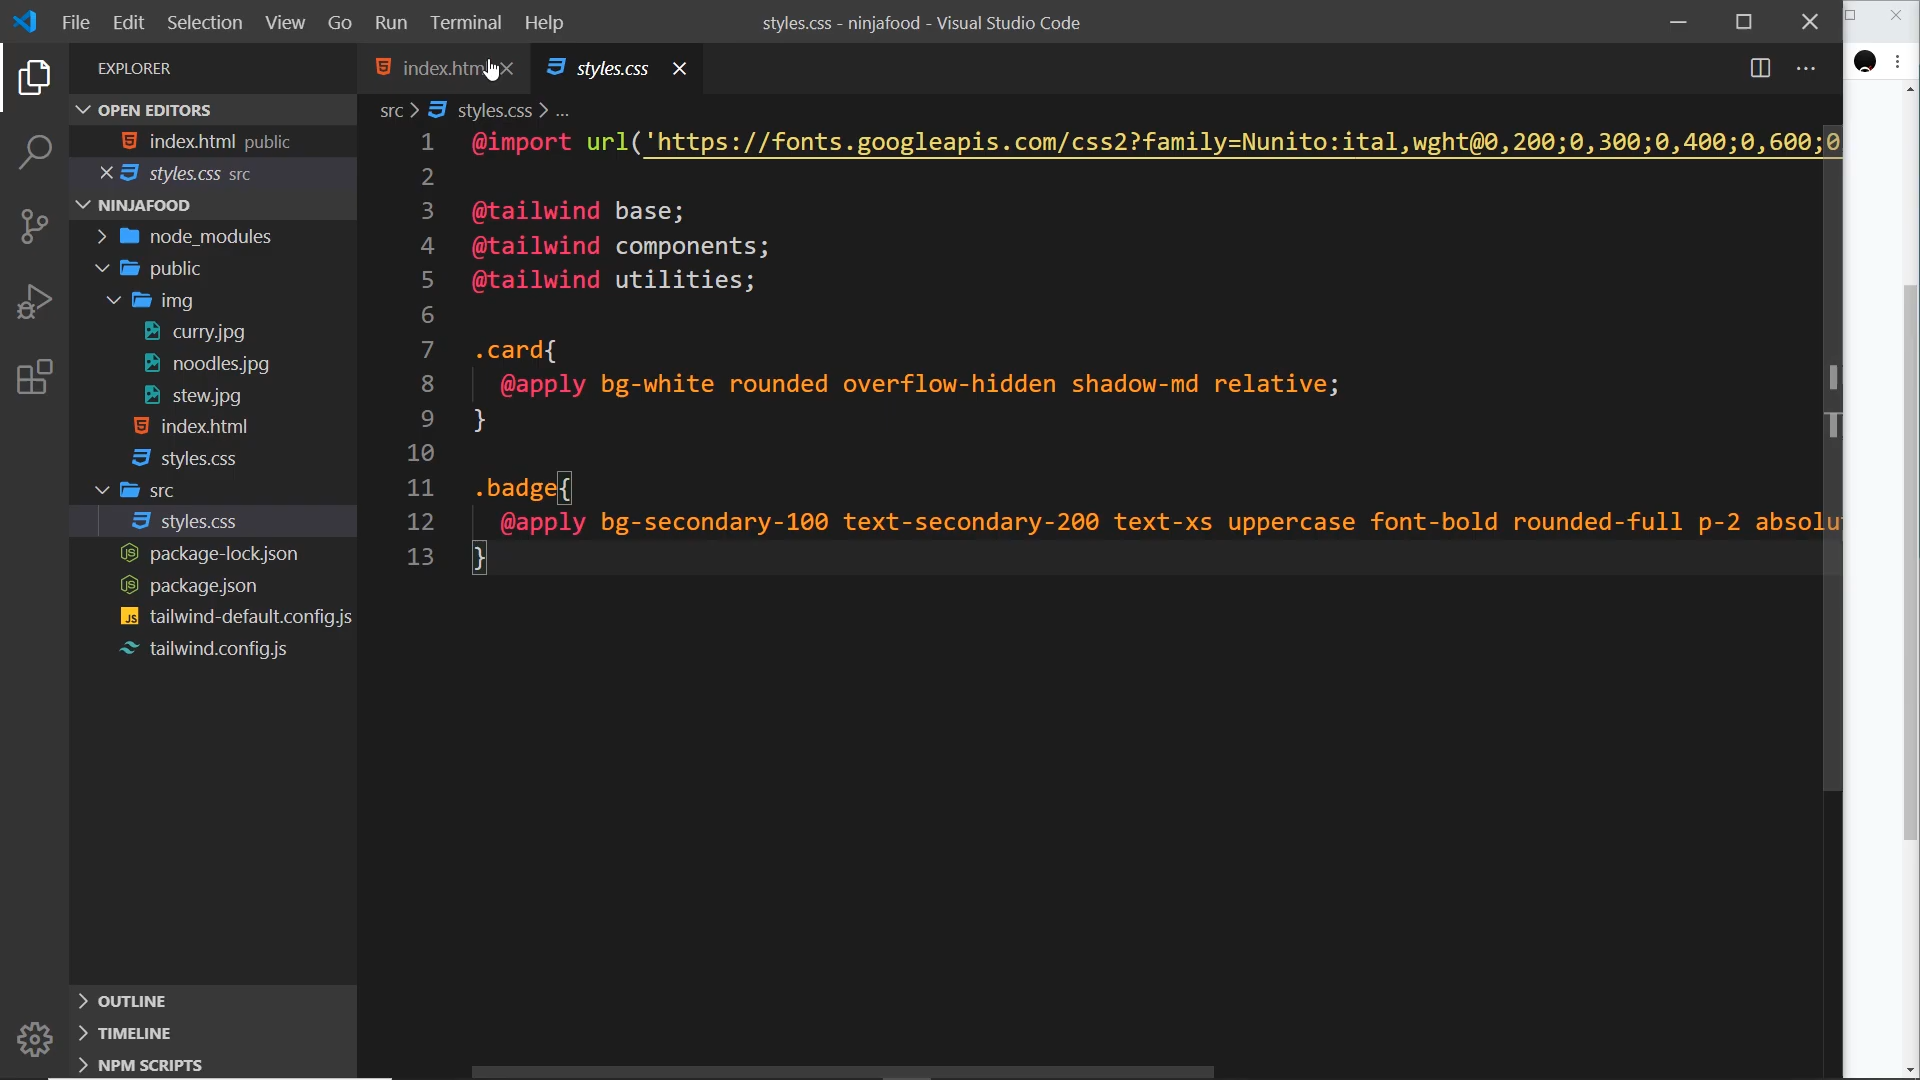 File Edit Selection View Go Run Terminal Help
styles.css - ninjafood - Visual Studio Code
EXPLORER
OPEN EDITORS
index.html public
styles.css src
NINJAFOOD
node_modules
public
img
curry.jpg
noodles.jpg
stew.jpg
index.html
styles.css
src
styles.css
package-lock.json
package.json
tailwind-default.config.js
tailwind.config.js
OUTLINE
TIMELINE
NPM SCRIPTS
index.htm
styles.css
src > styles.css > ...
1 @import url('https://fonts.googleapis.com/css2?family=Nunito:ital,wght@0,200;0,300;0,400;0,600;0
2
3 @tailwind base;
4 @tailwind components;
5 @tailwind utilities;
6
7 .card{
8 @apply bg-white rounded overflow-hidden shadow-md relative;
9 }
10
11 .badge{
12 @apply bg-secondary-100 text-secondary-200 text-xs uppercase font-bold rounded-full p-2 absolu
13 }